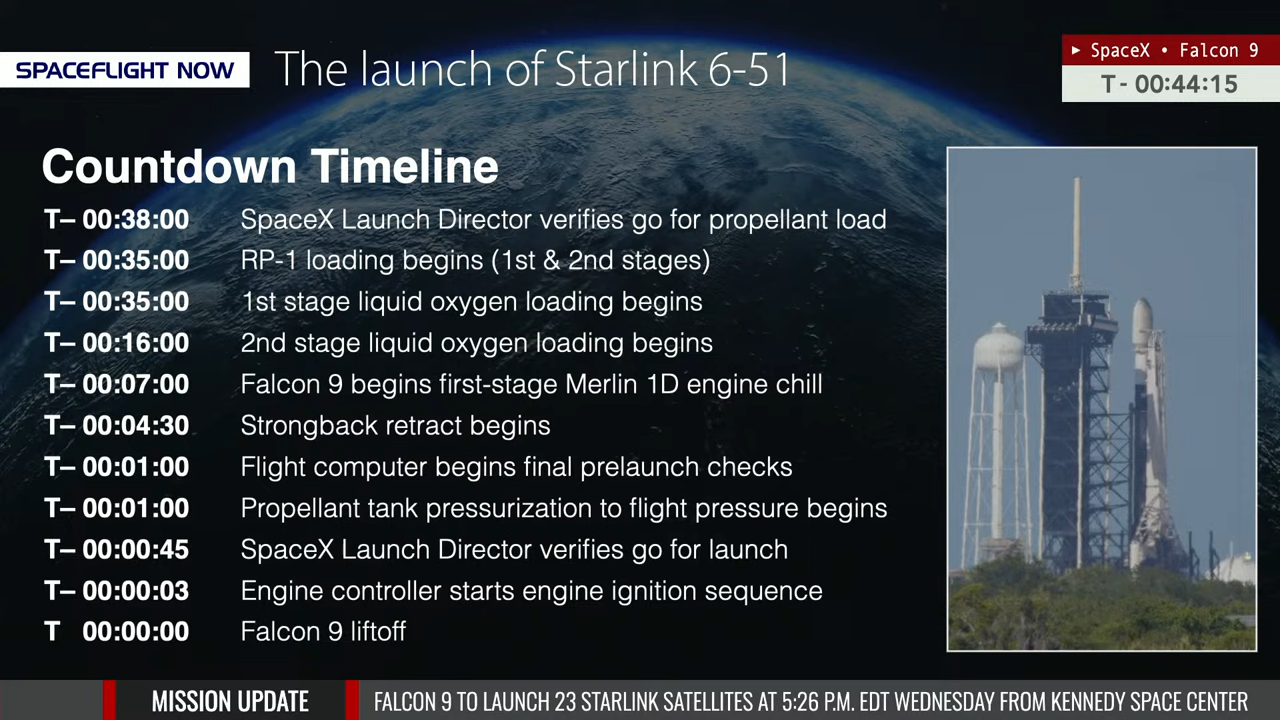 SPACEFLIGHT NOW
The launch of Starlink 6-51
▸ SpaceX • Falcon 9
T- 00:44:15
Countdown Timeline
T– 00:38:00 SpaceX Launch Director verifies go for propellant load
T– 00:35:00 RP-1 loading begins (1st & 2nd stages)
T– 00:35:00 1st stage liquid oxygen loading begins
T– 00:16:00 2nd stage liquid oxygen loading begins
T– 00:07:00 Falcon 9 begins first-stage Merlin 1D engine chill
T– 00:04:30 Strongback retract begins
T– 00:01:00 Flight computer begins final prelaunch checks
T– 00:01:00 Propellant tank pressurization to flight pressure begins
T– 00:00:45 SpaceX Launch Director verifies go for launch
T– 00:00:03 Engine controller starts engine ignition sequence
T 00:00:00 Falcon 9 liftoff
MISSION UPDATE
FALCON 9 TO LAUNCH 23 STARLINK SATELLITES AT 5:26 P.M. EDT WEDNESDAY FROM KENNEDY SPACE CENTER